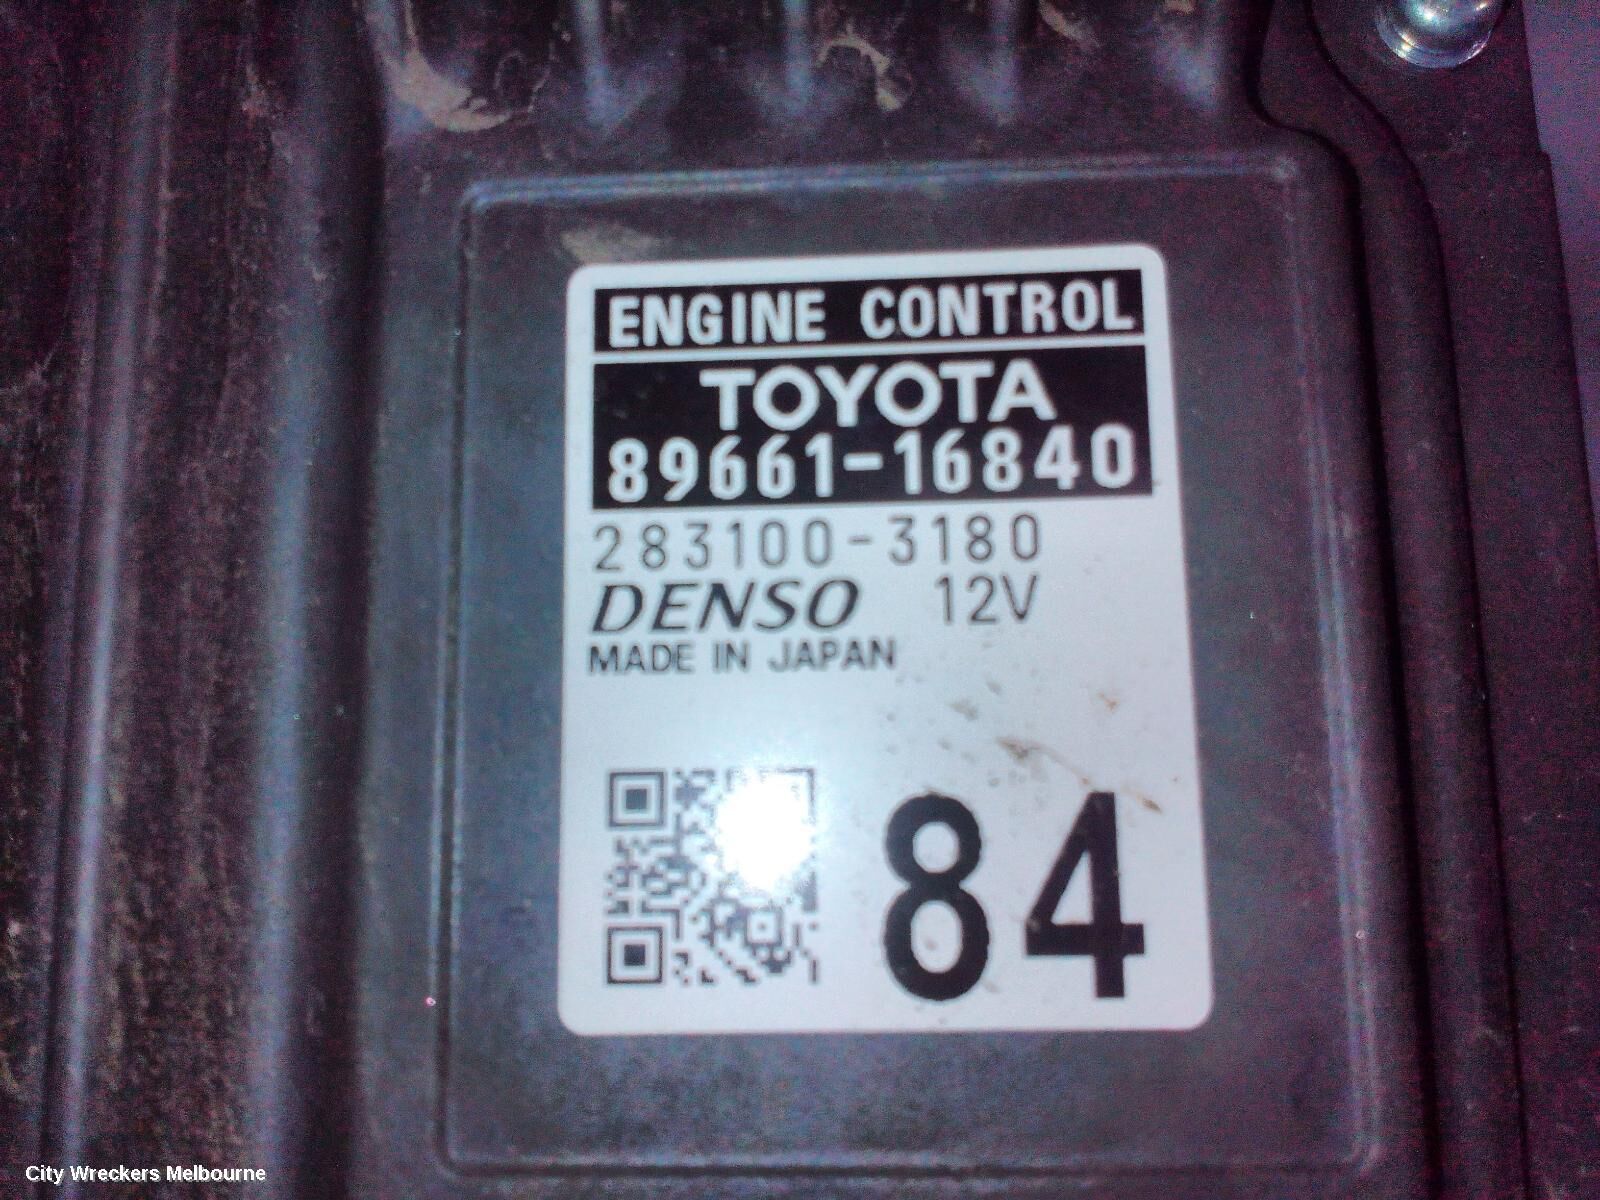 ENGINE CONTROL
TOYOTA
89661-16840
283100-3180
DENSO 12V
MADE IN JAPAN
84
City Wreckers Melbourne